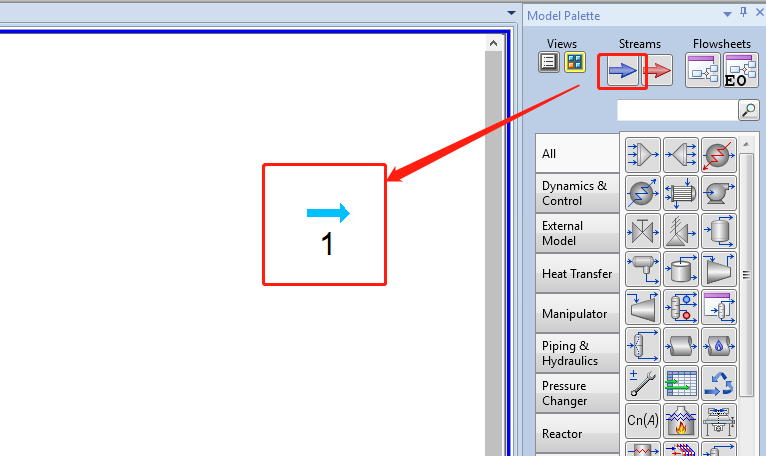 Model Palette
Views
Streams
Flowsheets
EO
1
All
Dynamics &
Control
External
Model
Heat Transfer
Manipulator
Piping &
Hydraulics
Pressure
Changer
Reactor
Cn(A)